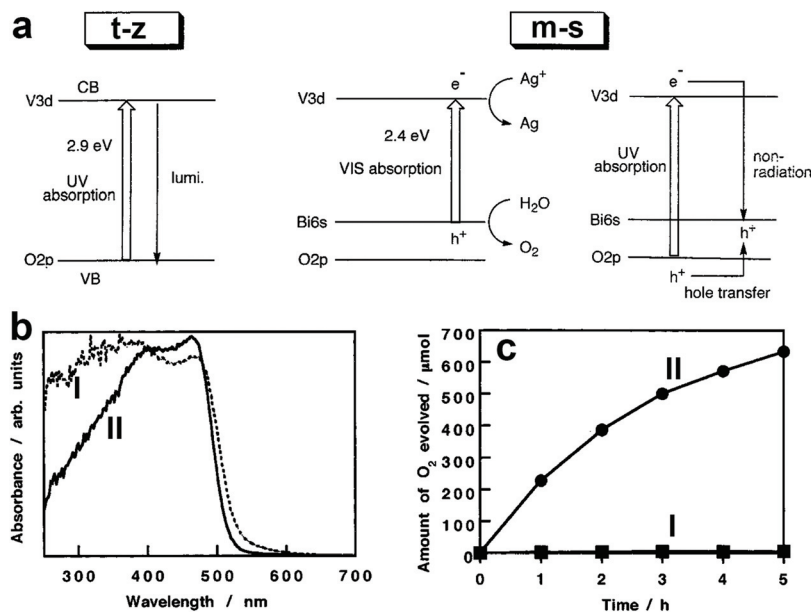 a
t-z
m-s
CB
V3d
2.9 eV
UV
absorption
lumi.
O2p
VB
e-
V3d
Ag+
Ag
2.4 eV
VIS absorption
Bi6s
h+
H2O
O2
O2p
e-
V3d
UV
absorption
non-
radiation
Bi6s
h+
O2p
h+
hole transfer
b
Absorbance / arb. units
I
II
300 400 500 600 700
Wavelength / nm
c
Amount of O2 evolved / μmol
700
600
500
400
300
200
100
0
II
I
0 1 2 3 4 5
Time / h